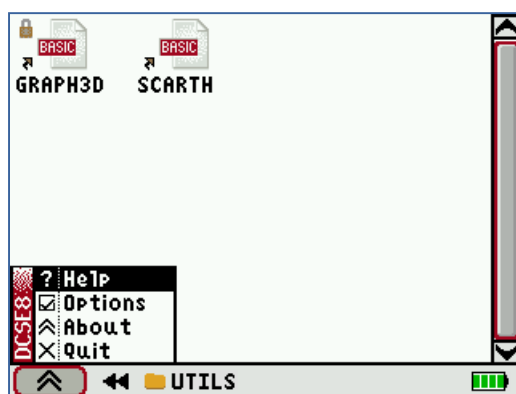 BASIC BASIC
GRAPH3D SCARTH
DCSE8
? Help
Options
About
Quit
UTILS